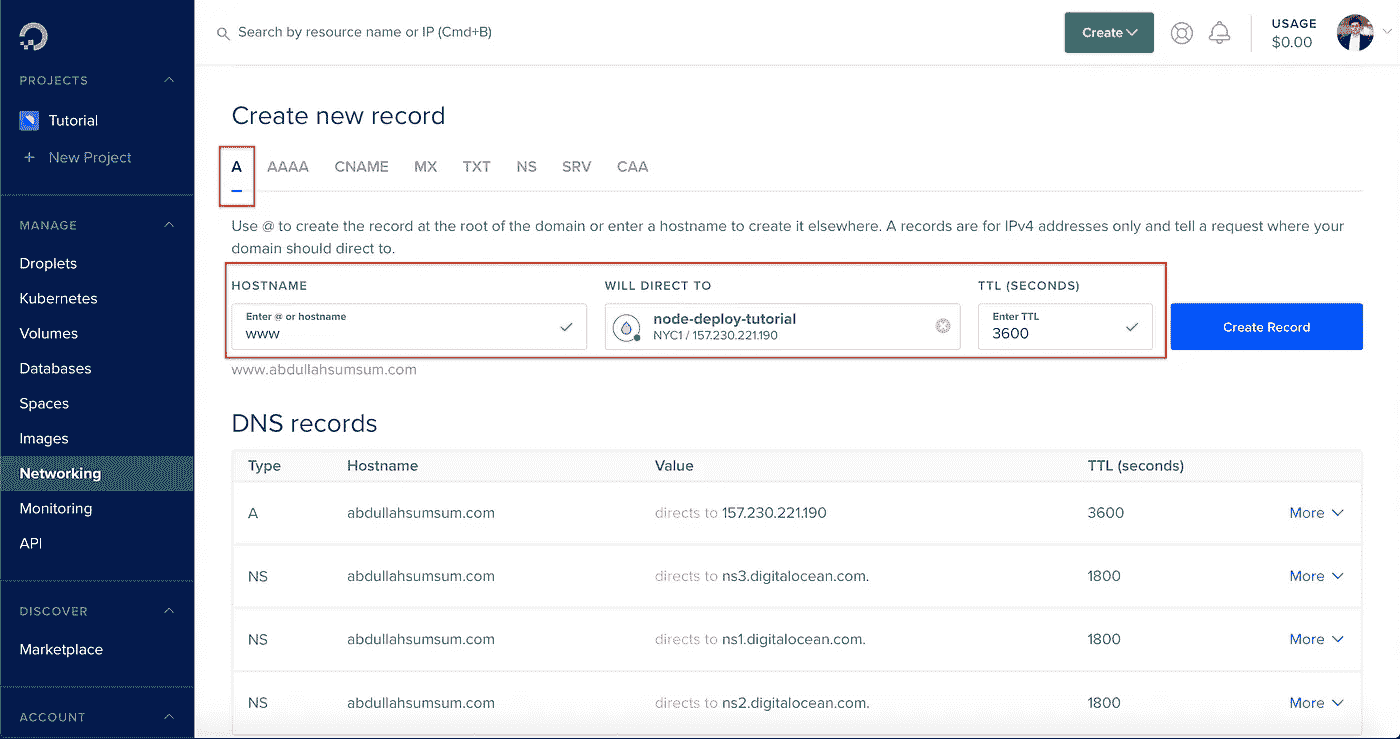 Search by resource name or IP (Cmd+B)
Create
USAGE
$0.00
PROJECTS
Tutorial
+ New Project
MANAGE
Droplets
Kubernetes
Volumes
Databases
Spaces
Images
Networking
Monitoring
API
DISCOVER
Marketplace
ACCOUNT
Create new record
A AAAA CNAME MX TXT NS SRV CAA
Use @ to create the record at the root of the domain or enter a hostname to create it elsewhere. A records are for IPv4 addresses only and tell a request where your
domain should direct to.
HOSTNAME WILL DIRECT TO TTL (SECONDS)
Enter @ or hostname
www
node-deploy-tutorial
NYC1 / 157.230.221.190
Enter TTL
3600
Create Record
www.abdullahsumsum.com
DNS records
Type Hostname Value TTL (seconds)
A abdullahsumsum.com directs to 157.230.221.190 3600 More
NS abdullahsumsum.com directs to ns3.digitalocean.com. 1800 More
NS abdullahsumsum.com directs to ns1.digitalocean.com. 1800 More
NS abdullahsumsum.com directs to ns2.digitalocean.com. 1800 More